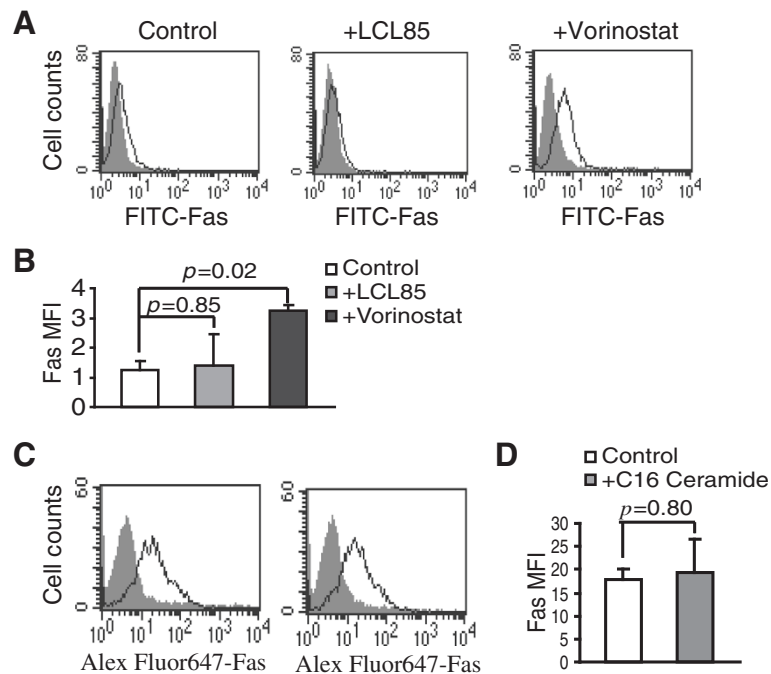 A
Control
+LCL85
+Vorinostat
Cell counts
80
0
10^0 10^1 10^2 10^3 10^4
FITC-Fas
80
0
10^0 10^1 10^2 10^3 10^4
FITC-Fas
80
0
10^0 10^1 10^2 10^3 10^4
FITC-Fas
B
Fas MFI
4
3
2
1
0
p=0.02
p=0.85
Control
+LCL85
+Vorinostat
C
Cell counts
60
0
10^0 10^1 10^2 10^3 10^4
Alex Fluor647-Fas
60
0
10^0 10^1 10^2 10^3 10^4
Alex Fluor647-Fas
D
Control
+C16 Ceramide
p=0.80
Fas MFI
30
25
20
15
10
5
0